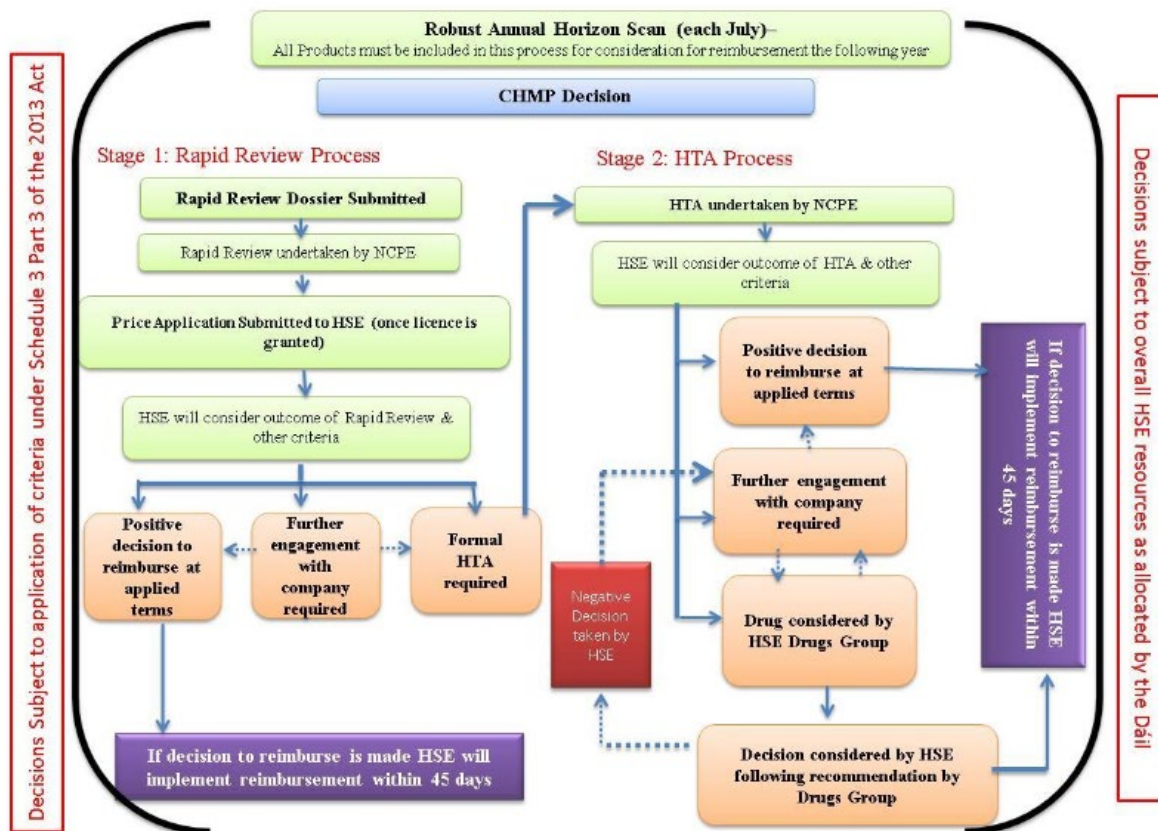 Robust Annual Horizon Scan (each July)–
All Products must be included in this process for consideration for reimbursement the following year
CHMP Decision
Decisions Subject to application of criteria under Schedule 3 Part 3 of the 2013 Act
Stage 1: Rapid Review Process
Rapid Review Dossier Submitted
Rapid Review undertaken by NCPE
Price Application Submitted to HSE (once licence is
granted)
HSE will consider outcome of Rapid Review &
other criteria
Positive
decision to
reimburse at
applied
terms
Further
engagement
with
company
required
Formal
HTA
required
If decision to reimburse is made HSE will
implement reimbursement within 45 days
Stage 2: HTA Process
HTA undertaken by NCPE
HSE will consider outcome of HTA & other
criteria
Positive decision
to reimburse at
applied terms
Further engagement
with company
required
Negative
Decision
taken by
HSE
Drug considered by
HSE Drugs Group
Decision considered by HSE
following recommendation by
Drugs Group
If decision to reimburse is made HSE
will implement reimbursement within
45 days
Decisions subject to overall HSE resources as allocated by the Dáil